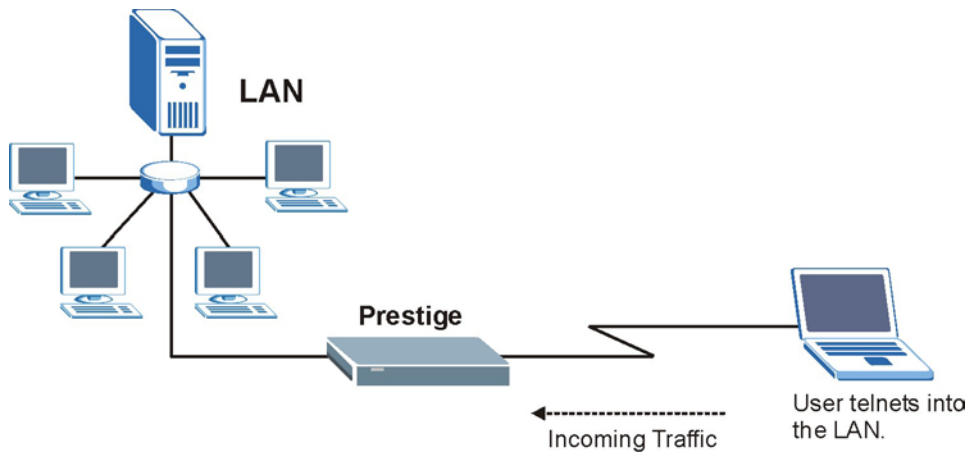 LAN
Prestige
Incoming Traffic
User telnets into
the LAN.